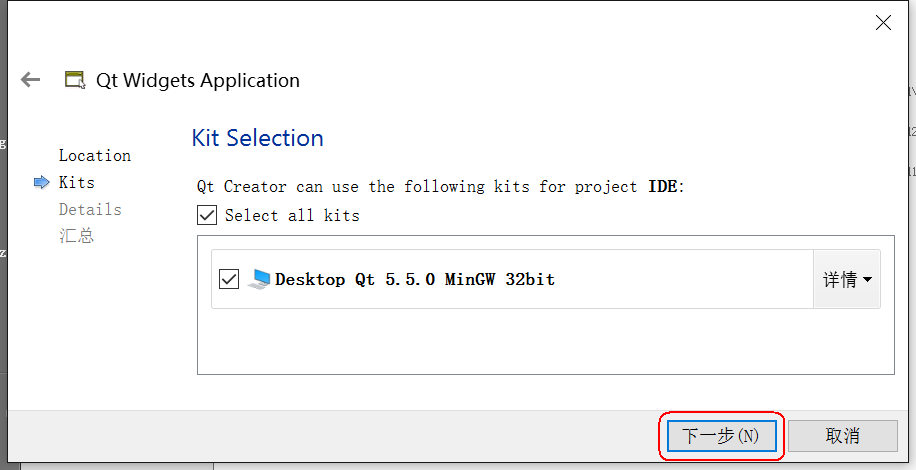 Qt Widgets Application
Kit Selection
Location
Kits
Details
汇总
Qt Creator can use the following kits for project IDE:
Select all kits
Desktop Qt 5.5.0 MinGW 32bit
详情
下一步(N)
取消